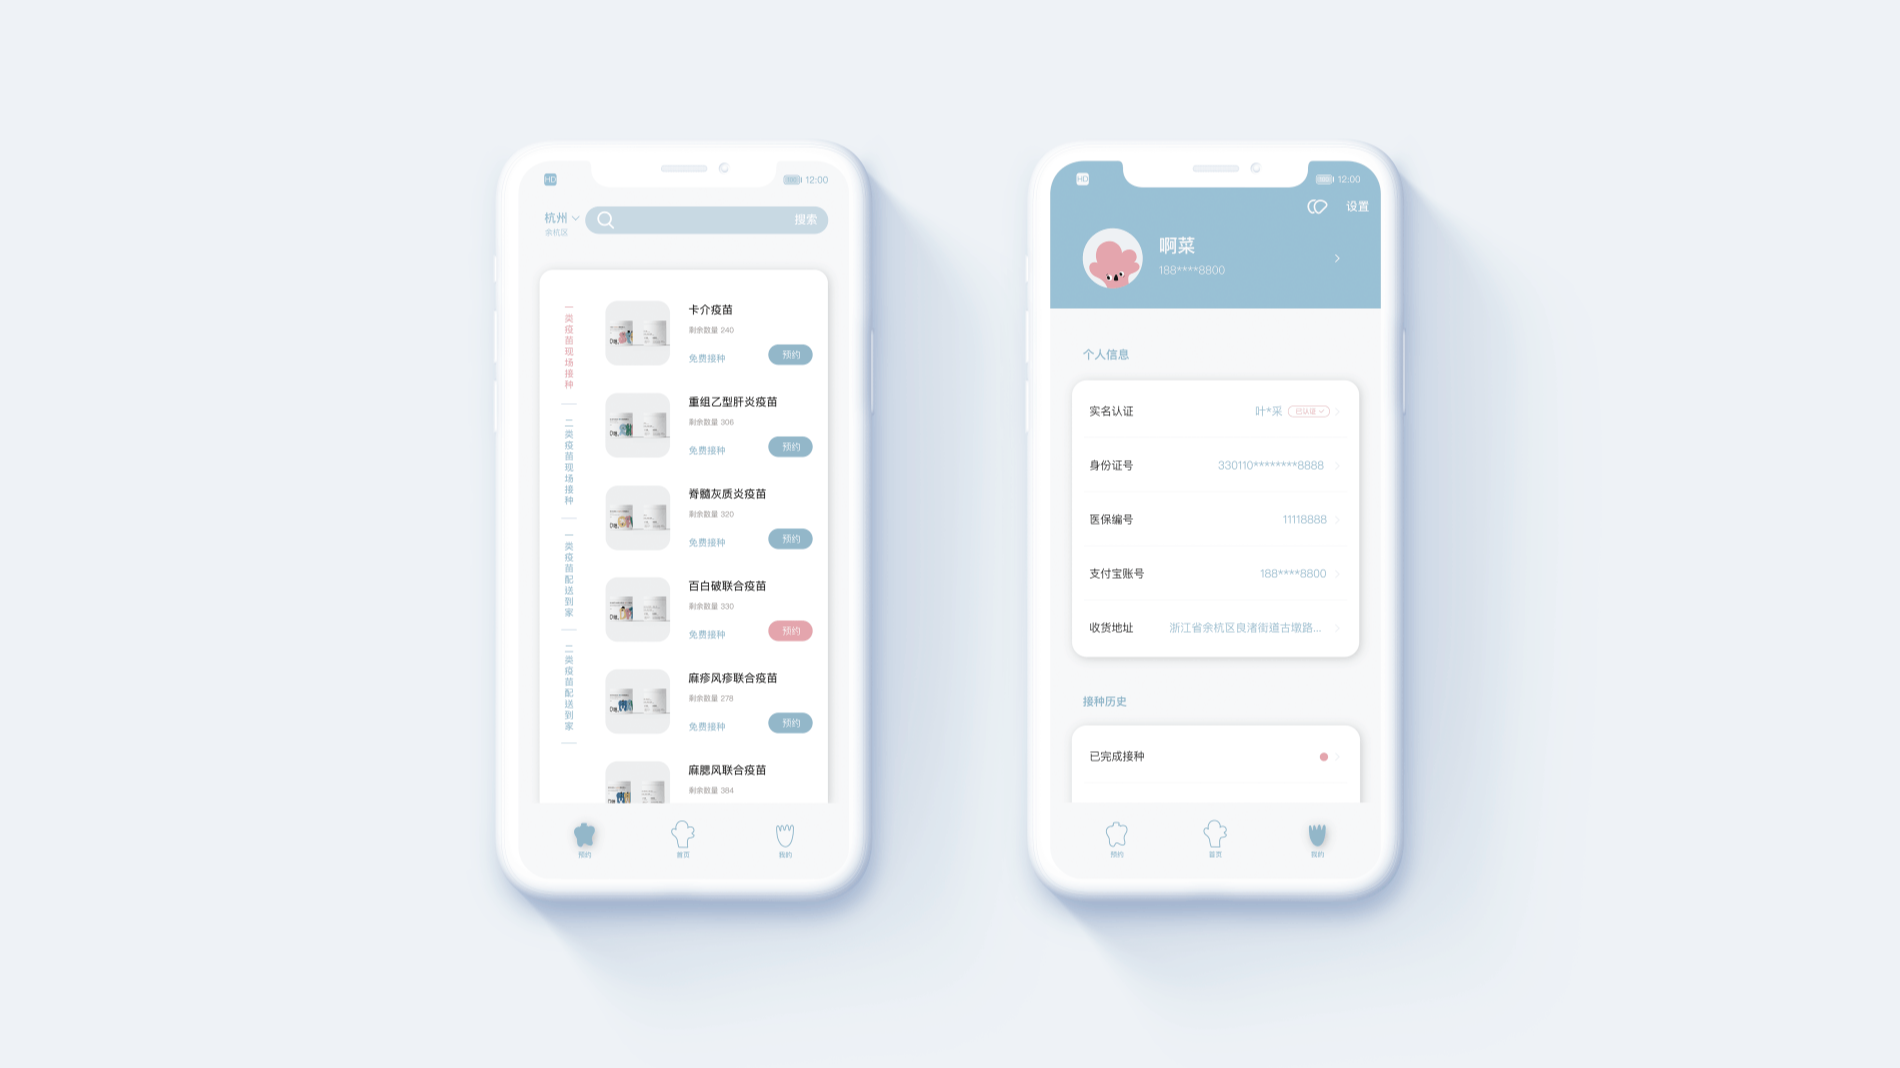 HD
12:00
杭州
余杭区
搜索
一类疫苗现场接种
二类疫苗现场接种
一类疫苗配送到家
二类疫苗配送到家
卡介疫苗
剩余数量 240
免费接种
预约
重组乙型肝炎疫苗
剩余数量 308
免费接种
预约
脊髓灰质炎疫苗
剩余数量 320
免费接种
预约
百白破联合疫苗
剩余数量 330
免费接种
预约
麻疹风疹联合疫苗
剩余数量 278
免费接种
预约
麻腮风联合疫苗
剩余数量 384
预约
首页
我的
HD
12:00
设置
啊菜
188****8800
个人信息
实名认证
叶*采
已认证
身份证号
330110********8888
医保编号
11118888
支付宝账号
188****8800
收货地址
浙江省余杭区良渚街道古墩路...
接种历史
已完成接种
预约
首页
我的